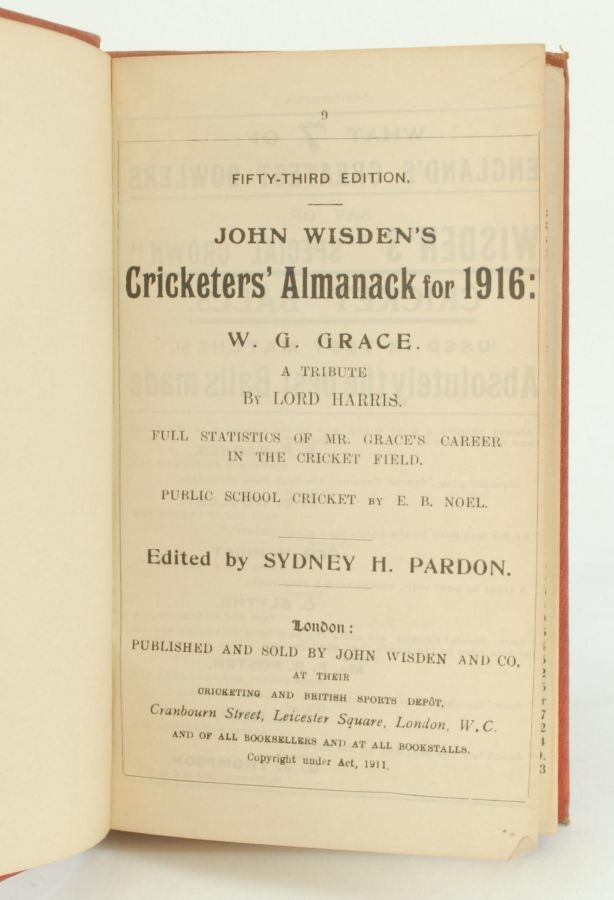 9
FIFTY-THIRD EDITION.
JOHN WISDEN'S
Cricketers' Almanack for 1916:
W. G. GRACE.
A TRIBUTE
BY LORD HARRIS.
FULL STATISTICS OF MR. GRACE'S CAREER
IN THE CRICKET FIELD.
PUBLIC SCHOOL CRICKET BY E. B. NOEL.
Edited by SYDNEY H. PARDON.
London:
PUBLISHED AND SOLD BY JOHN WISDEN AND CO.
AT THEIR
CRICKETING AND BRITISH SPORTS DEPÔT,
Cranbourn Street, Leicester Square, London, W.C.
AND OF ALL BOOKSELLERS AND AT ALL BOOKSTALLS.
Copyright under Act, 1911.